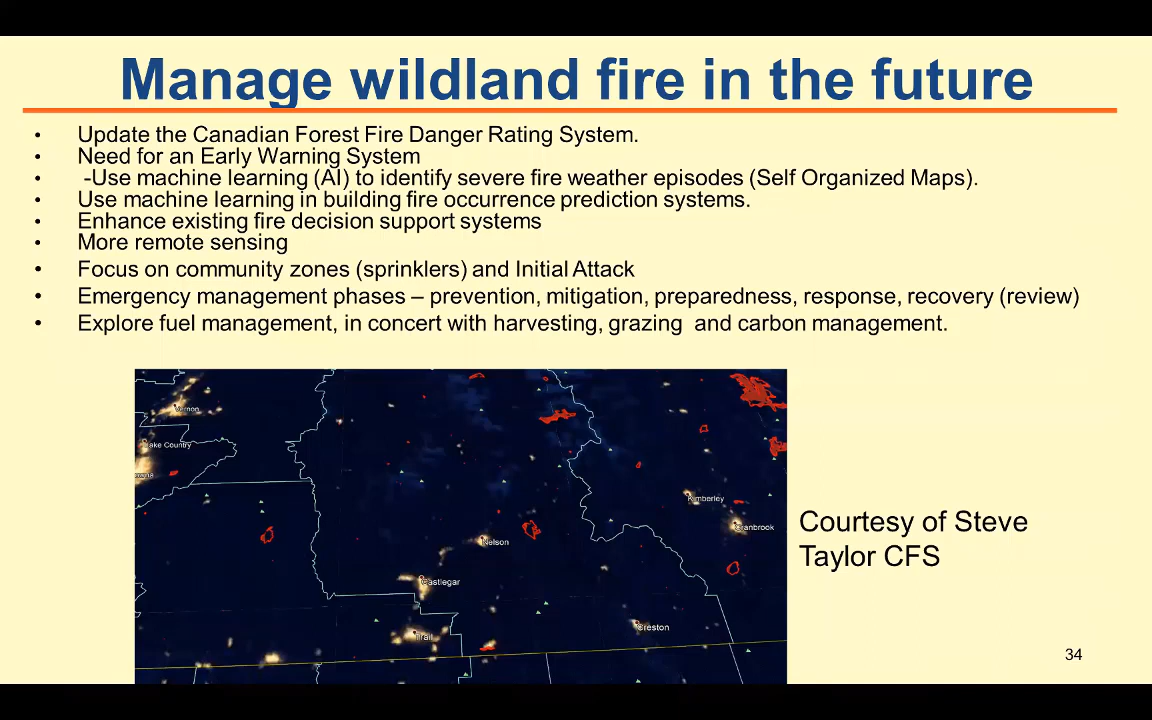 Manage wildland fire in the future
• Update the Canadian Forest Fire Danger Rating System.
• Need for an Early Warning System
• -Use machine learning (AI) to identify severe fire weather episodes (Self Organized Maps).
• Use machine learning in building fire occurrence prediction systems.
• Enhance existing fire decision support systems
• More remote sensing
• Focus on community zones (sprinklers) and Initial Attack
• Emergency management phases – prevention, mitigation, preparedness, response, recovery (review)
• Explore fuel management, in concert with harvesting, grazing and carbon management.
Lake Country
Kimberley
Cranbrook
Nelson
Castlegar
Trail
Creston
Courtesy of Steve
Taylor CFS
34